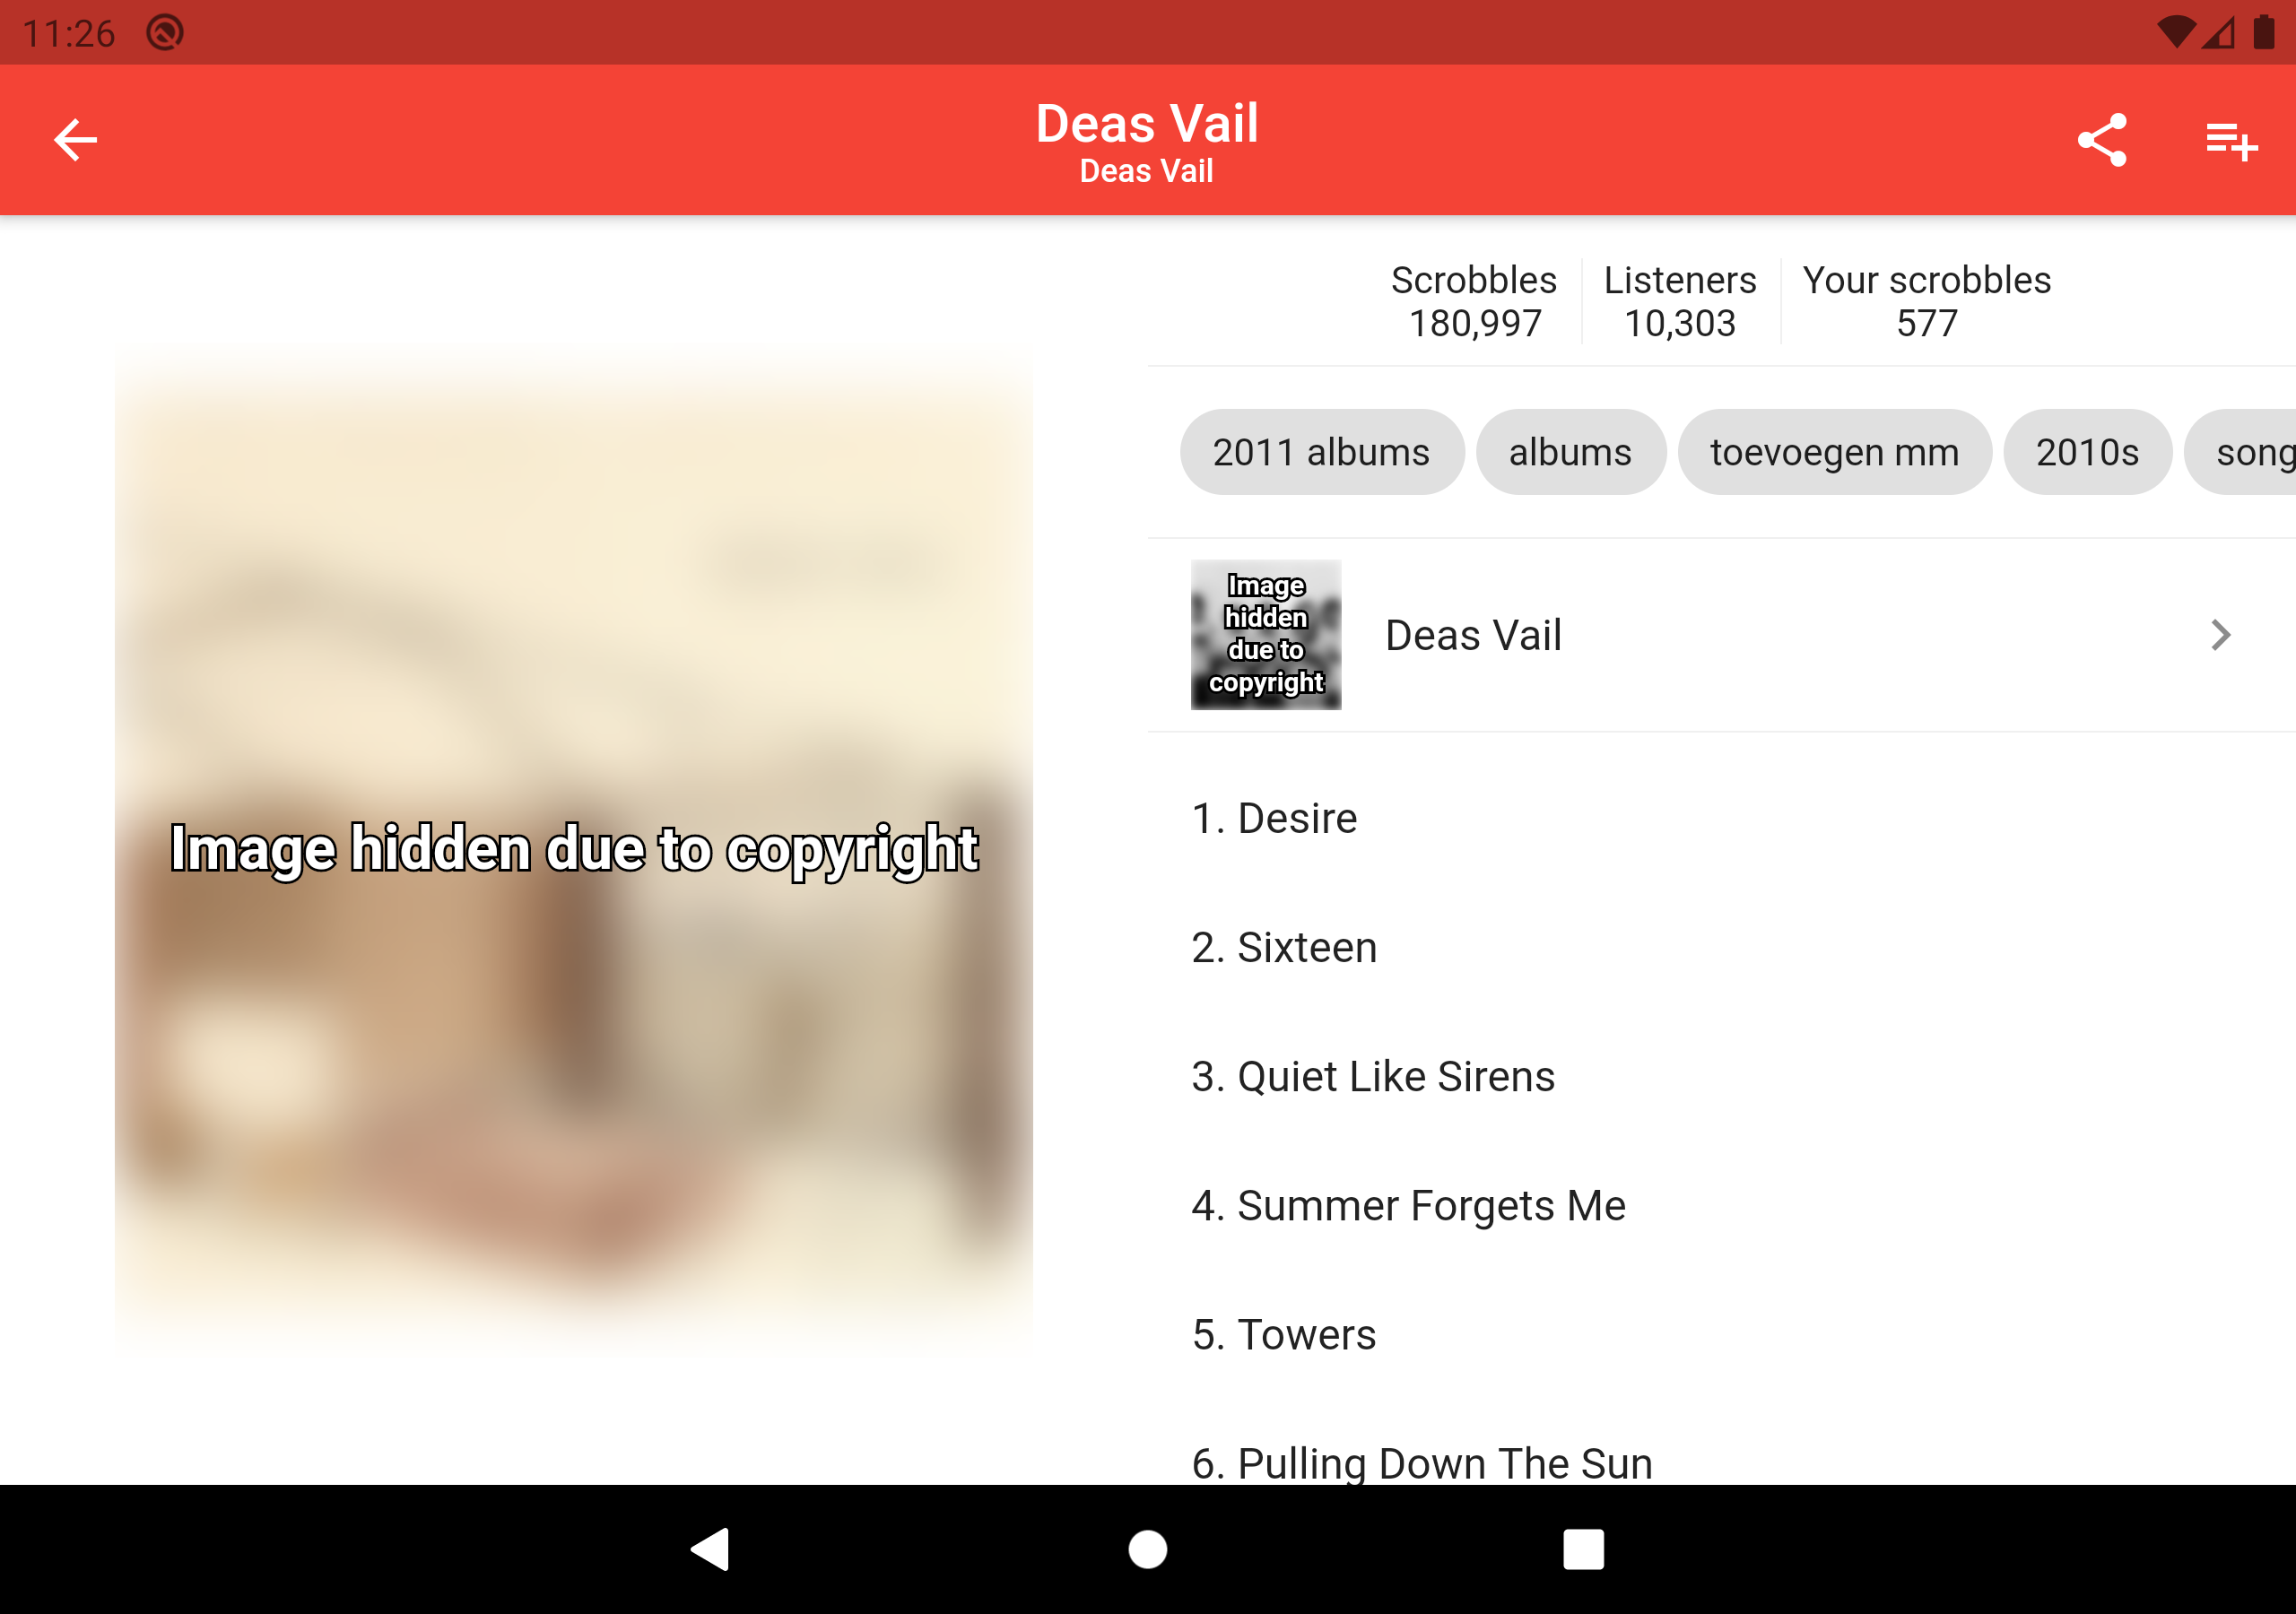 11:26
Deas Vail
Deas Vail
Scrobbles
180,997
Listeners
10,303
Your scrobbles
577
2011 albums
albums
toevoegen mm
2010s
song
Image hidden due to copyright
Image
hidden
due to
copyright
Deas Vail
1. Desire
2. Sixteen
3. Quiet Like Sirens
4. Summer Forgets Me
5. Towers
6. Pulling Down The Sun